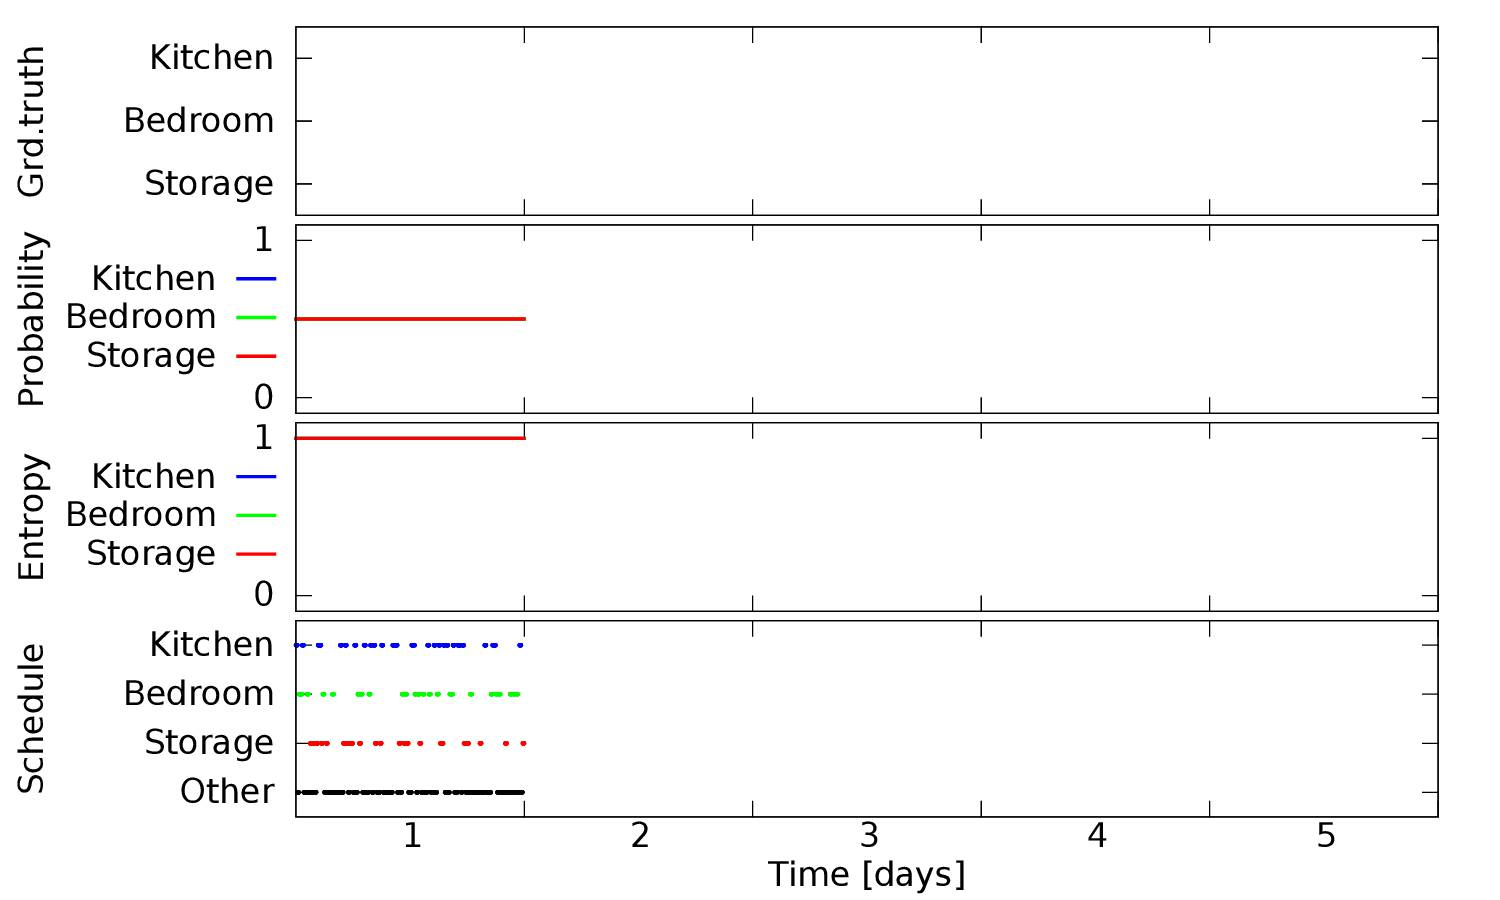 Grd.truth
Kitchen
Bedroom
Storage
Probability
1
Kitchen
Bedroom
Storage
0
Entropy
1
Kitchen
Bedroom
Storage
0
Schedule
Kitchen
Bedroom
Storage
Other
1 2 3 4 5
Time [days]